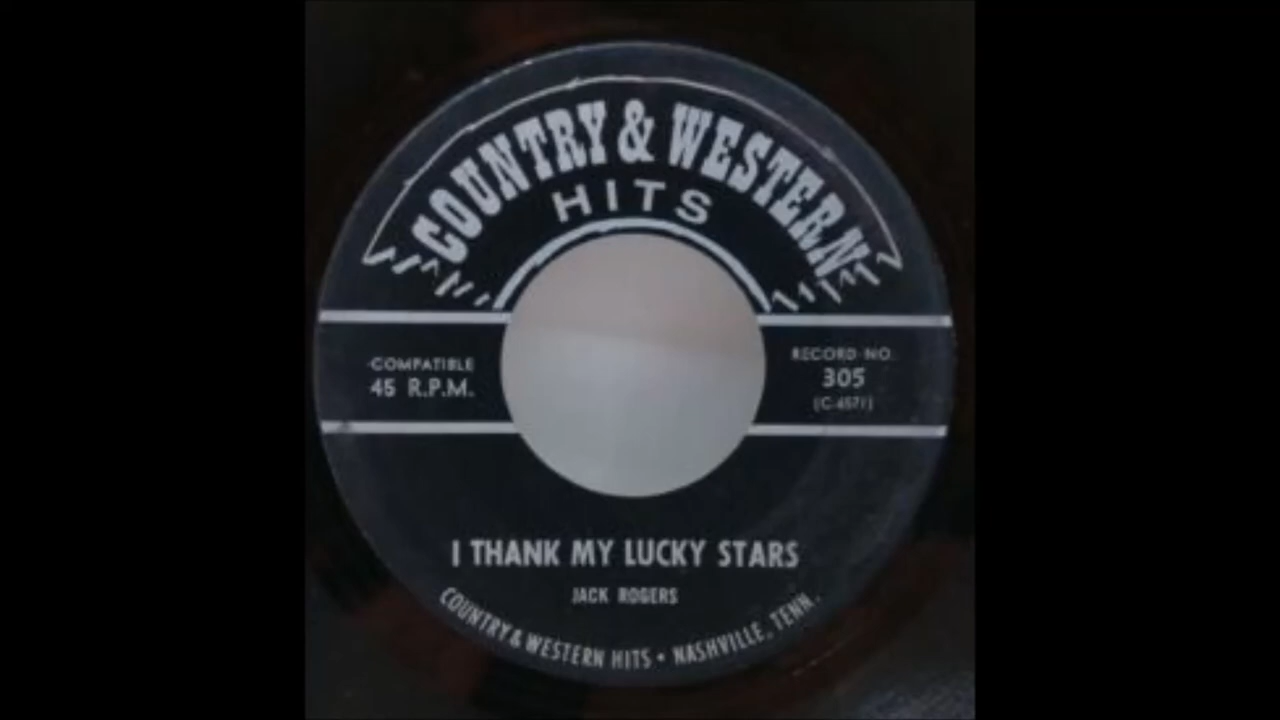 COUNTRY & WESTERN
HITS
COMPATIBLE
45 R.P.M.
RECORD NO.
305
(C-4571)
I THANK MY LUCKY STARS
JACK ROGERS
COUNTRY & WESTERN HITS • NASHVILLE, TENN.